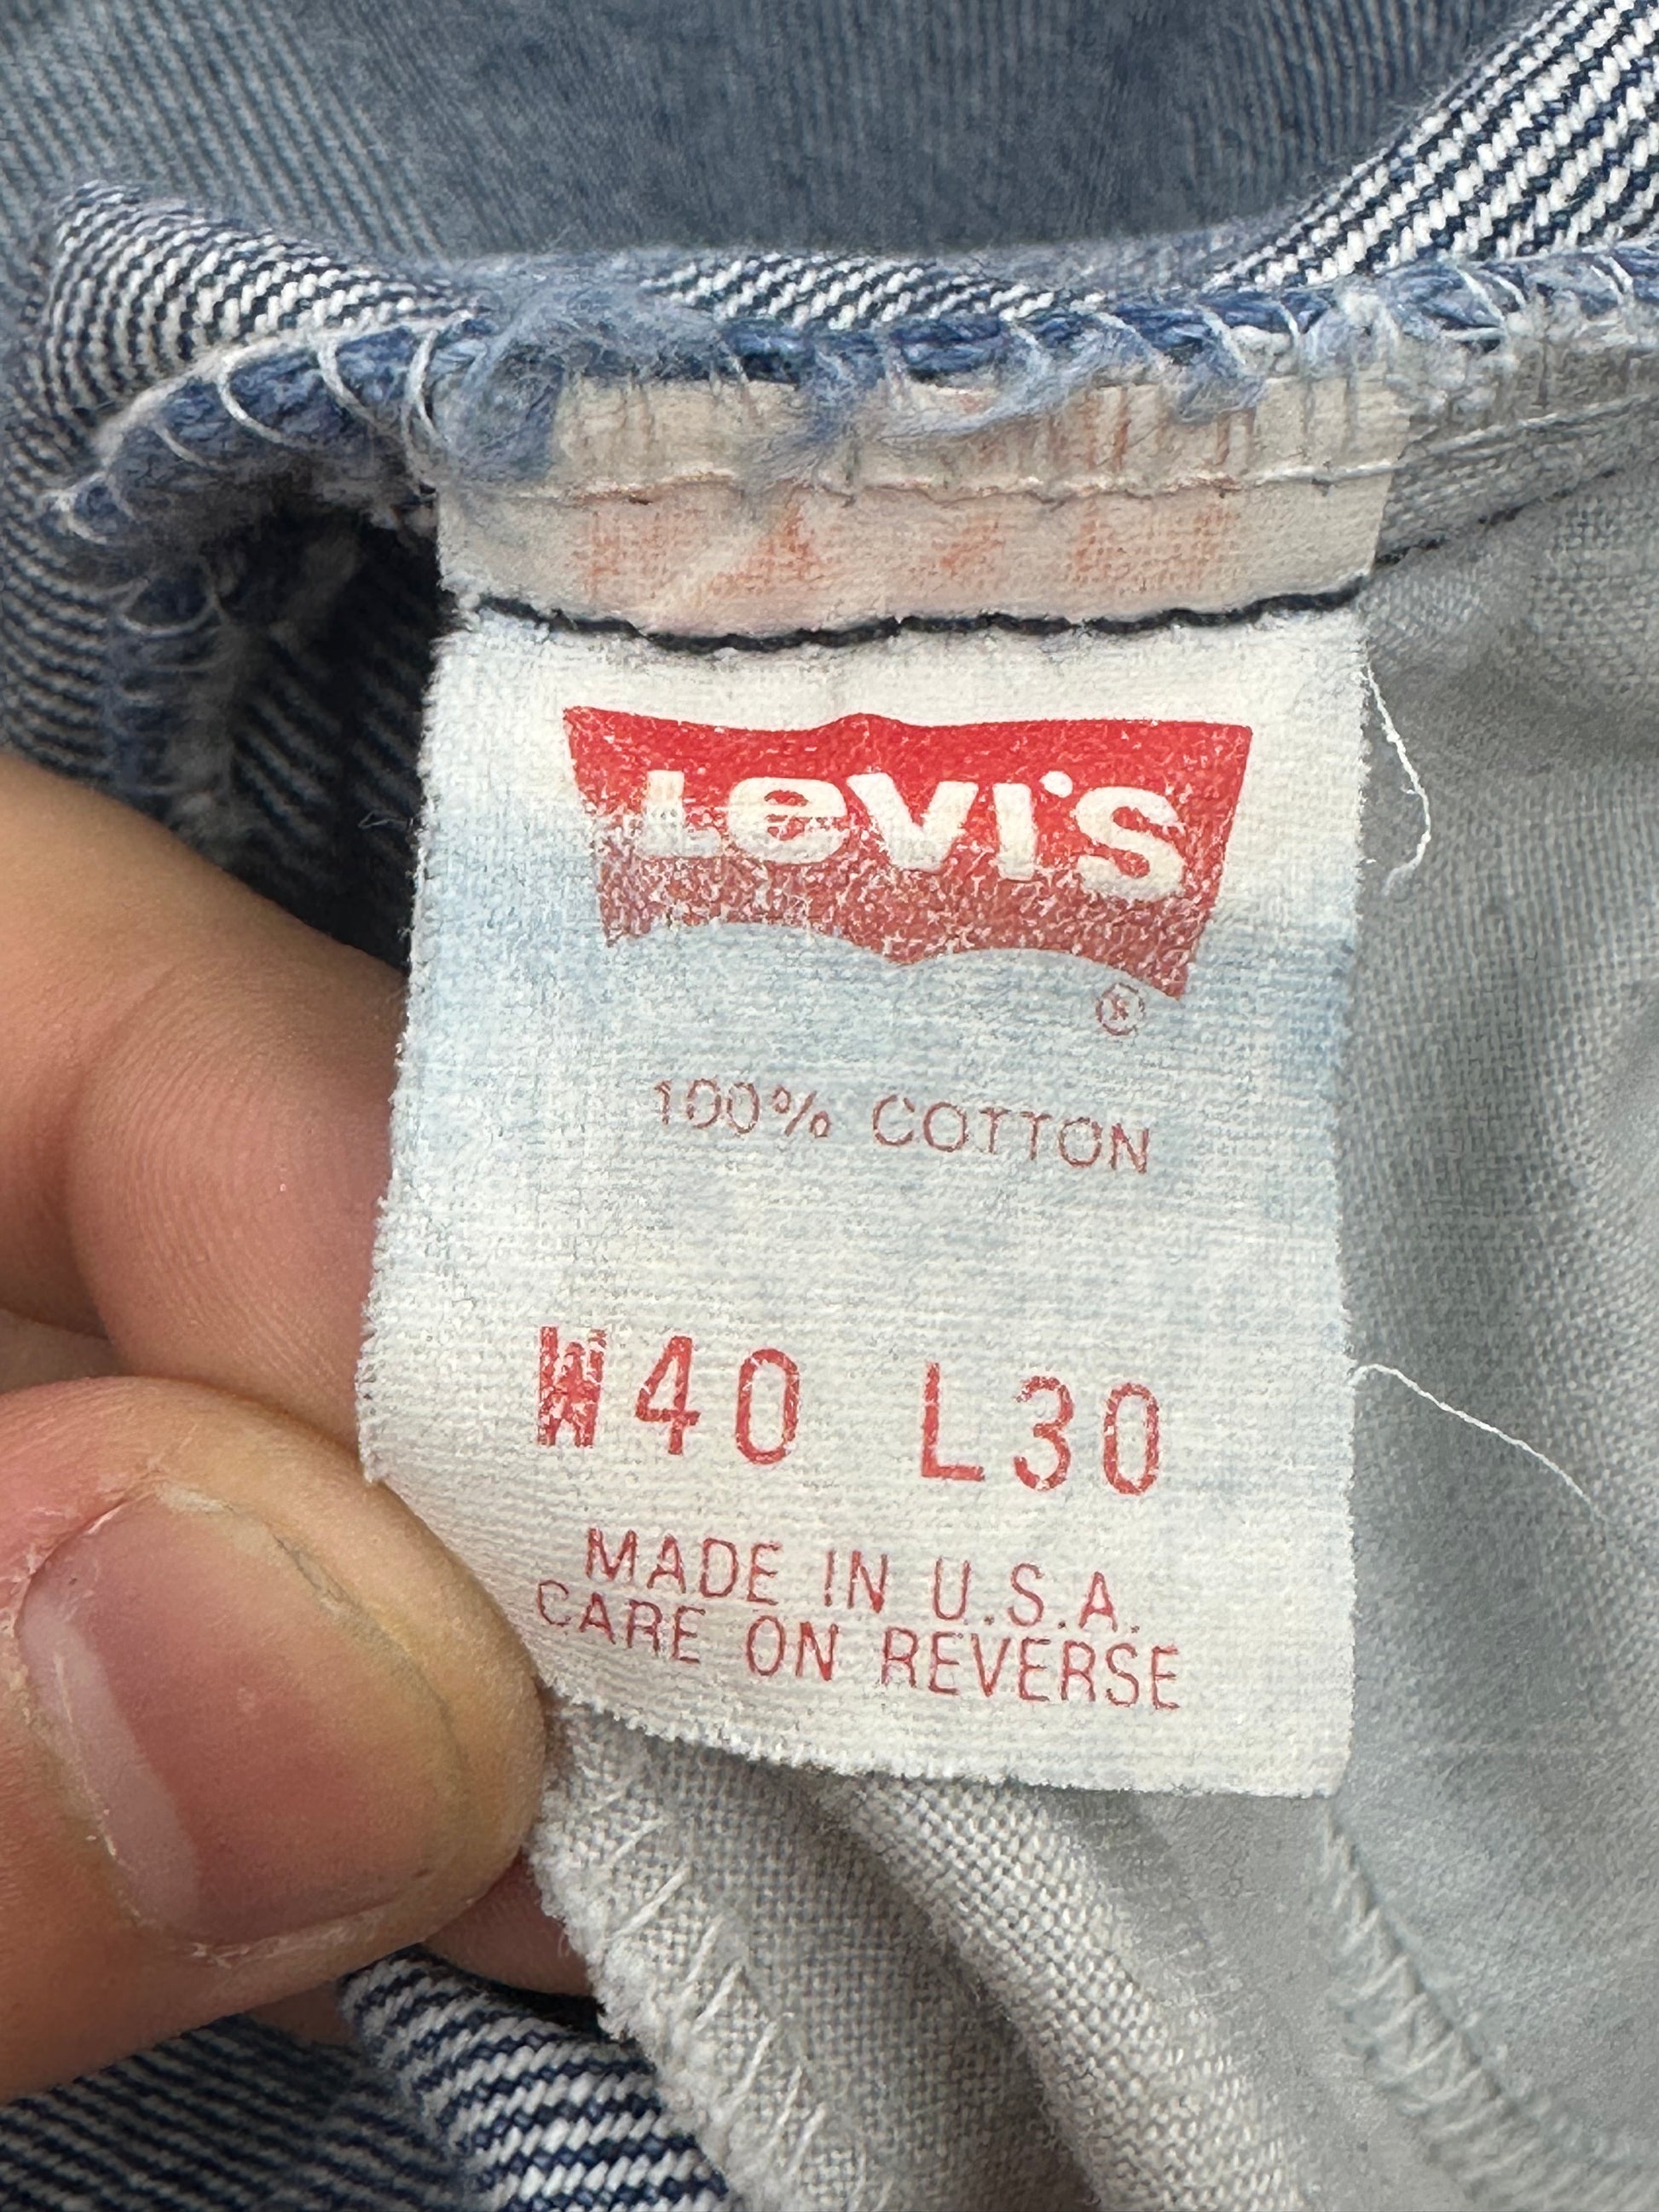 Levi's
®
100% COTTON
W40 L30
MADE IN U.S.A.
CARE ON REVERSE